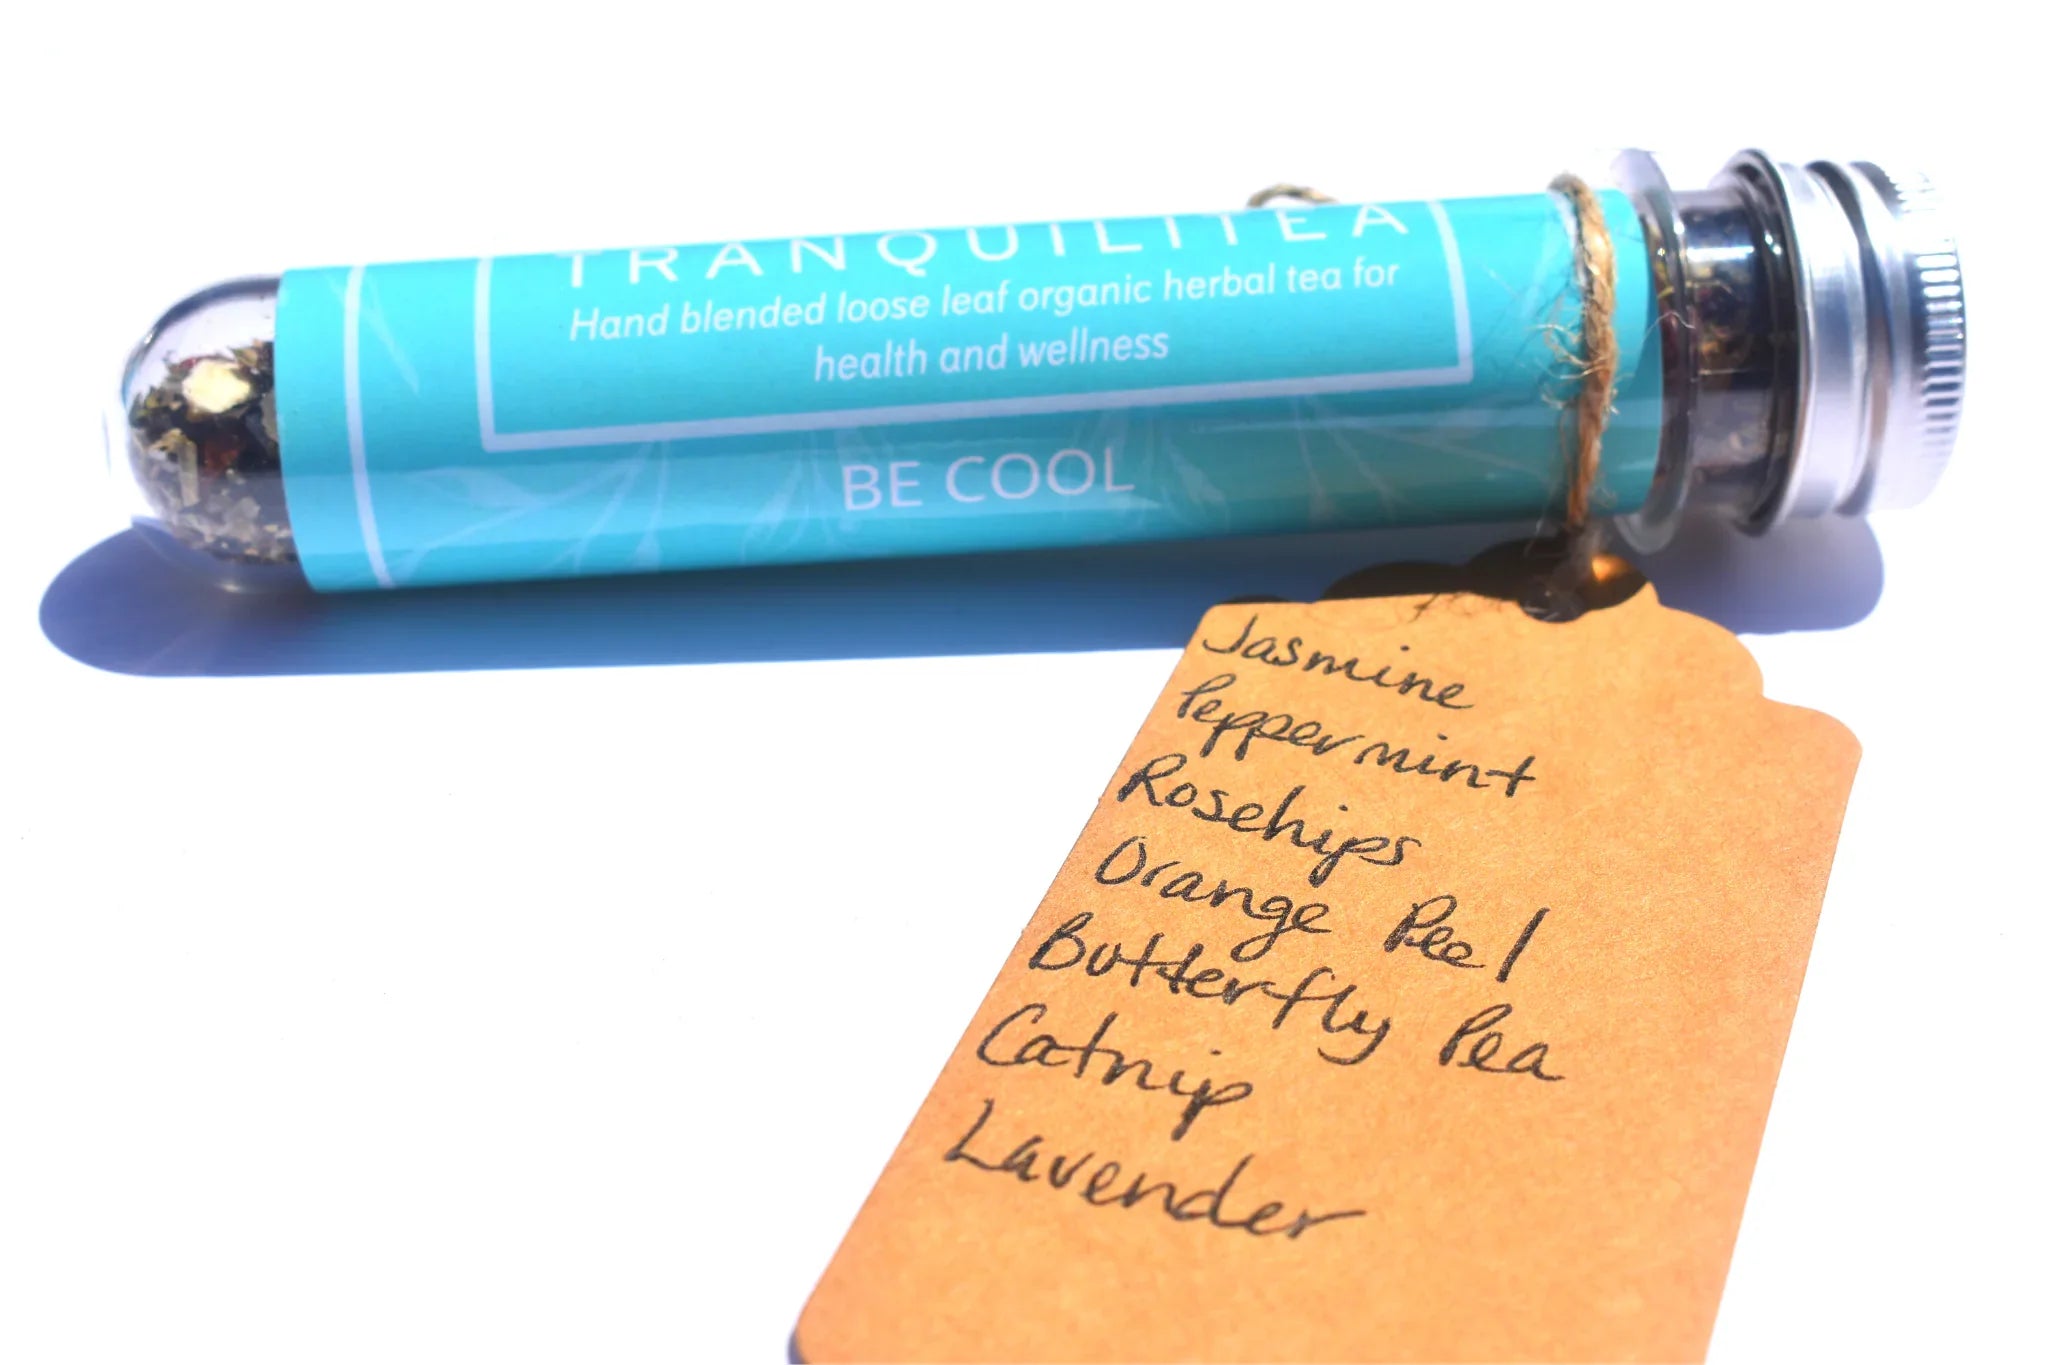 TRANQUILITEA
Hand blended loose leaf organic herbal tea for
health and wellness
BE COOL
Jasmine
Peppermint
Rosehips
Orange Peel
Butterfly Pea
Catnip
Lavender